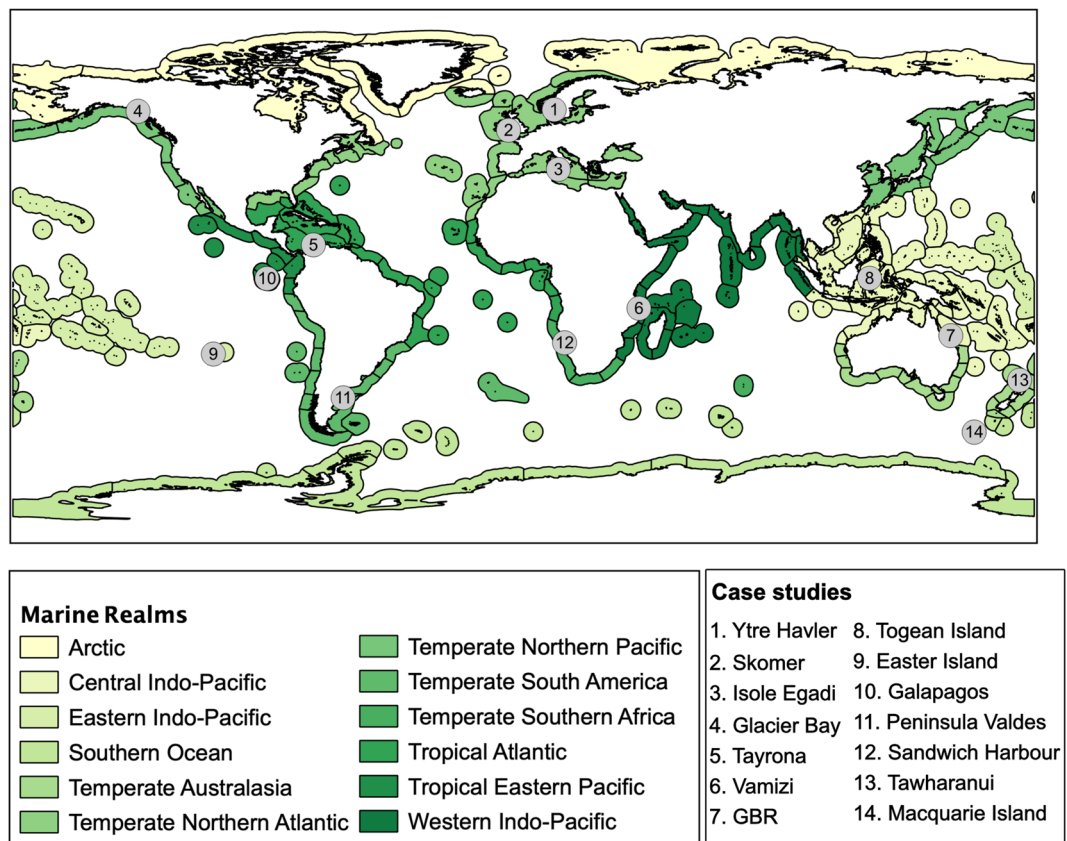 4
1
2
3
5
10
8
6
7
9
12
13
11
14
Marine Realms
Arctic
Central Indo-Pacific
Eastern Indo-Pacific
Southern Ocean
Temperate Australasia
Temperate Northern Atlantic
Temperate Northern Pacific
Temperate South America
Temperate Southern Africa
Tropical Atlantic
Tropical Eastern Pacific
Western Indo-Pacific
Case studies
1. Ytre Havler
2. Skomer
3. Isole Egadi
4. Glacier Bay
5. Tayrona
6. Vamizi
7. GBR
8. Togean Island
9. Easter Island
10. Galapagos
11. Peninsula Valdes
12. Sandwich Harbour
13. Tawharanui
14. Macquarie Island